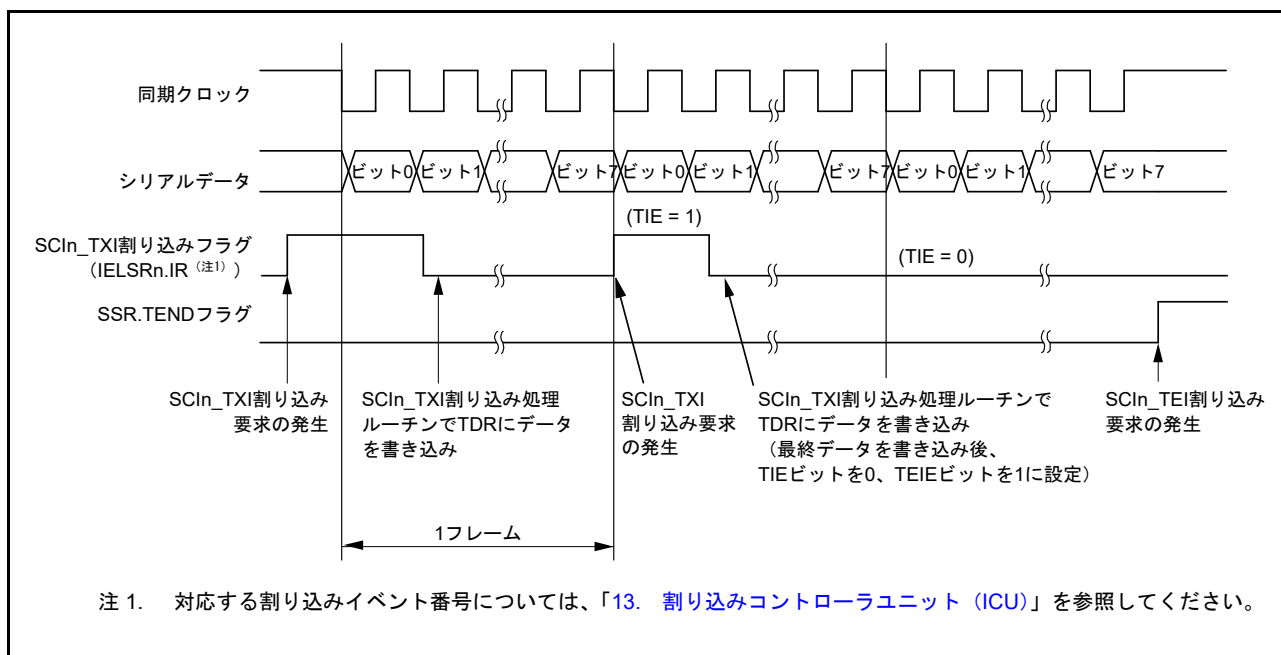 同期クロック
シリアルデータ
ビット0
ビット1
ビット7
ビット0
ビット1
ビット7
ビット0
ビット1
ビット7
SCIn_TXI割り込みフラグ
(IELSRn.IR (注1) )
(TIE = 1)
(TIE = 0)
SSR.TENDフラグ
SCIn_TXI割り込み
要求の発生
SCIn_TXI割り込み処理
ルーチンでTDRにデータ
を書き込み
SCIn_TXI
割り込み要求
の発生
SCIn_TXI割り込み処理ルーチンで
TDRにデータを書き込み
(最終データを書き込み後、
TIEビットを0、TEIEビットを1に設定)
SCIn_TEI割り込み
要求の発生
1フレーム
注 1. 対応する割り込みイベント番号については、「13. 割り込みコントローラユニット (ICU)」を参照してください。